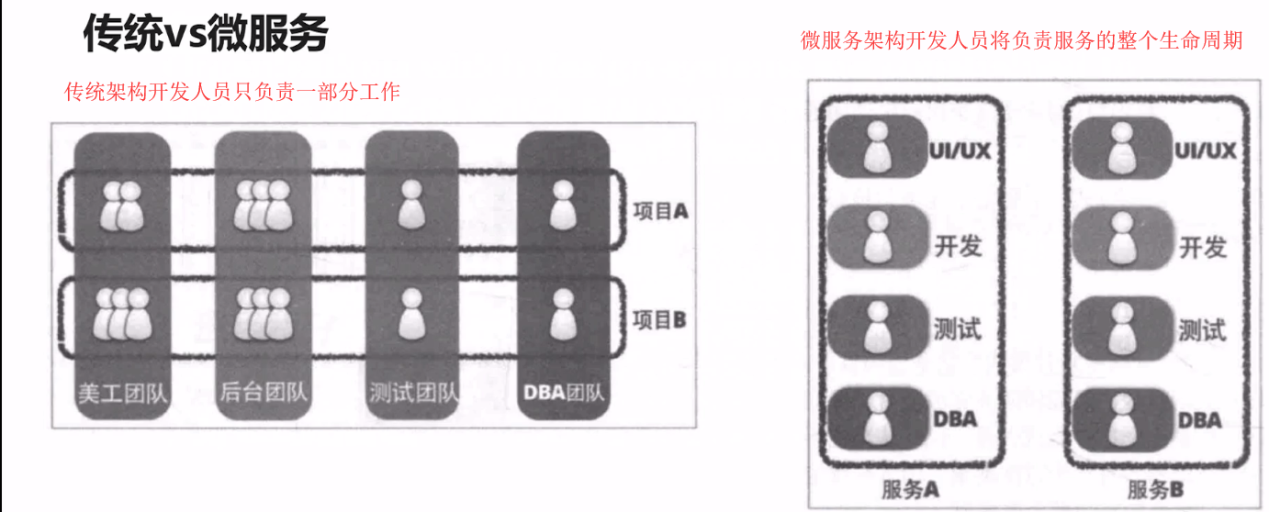 传统vs微服务
传统架构开发人员只负责一部分工作
项目A
项目B
美工团队 后台团队 测试团队 DBA团队
微服务架构开发人员将负责服务的整个生命周期
UI/UX
开发
测试
DBA
服务A
UI/UX
开发
测试
DBA
服务B